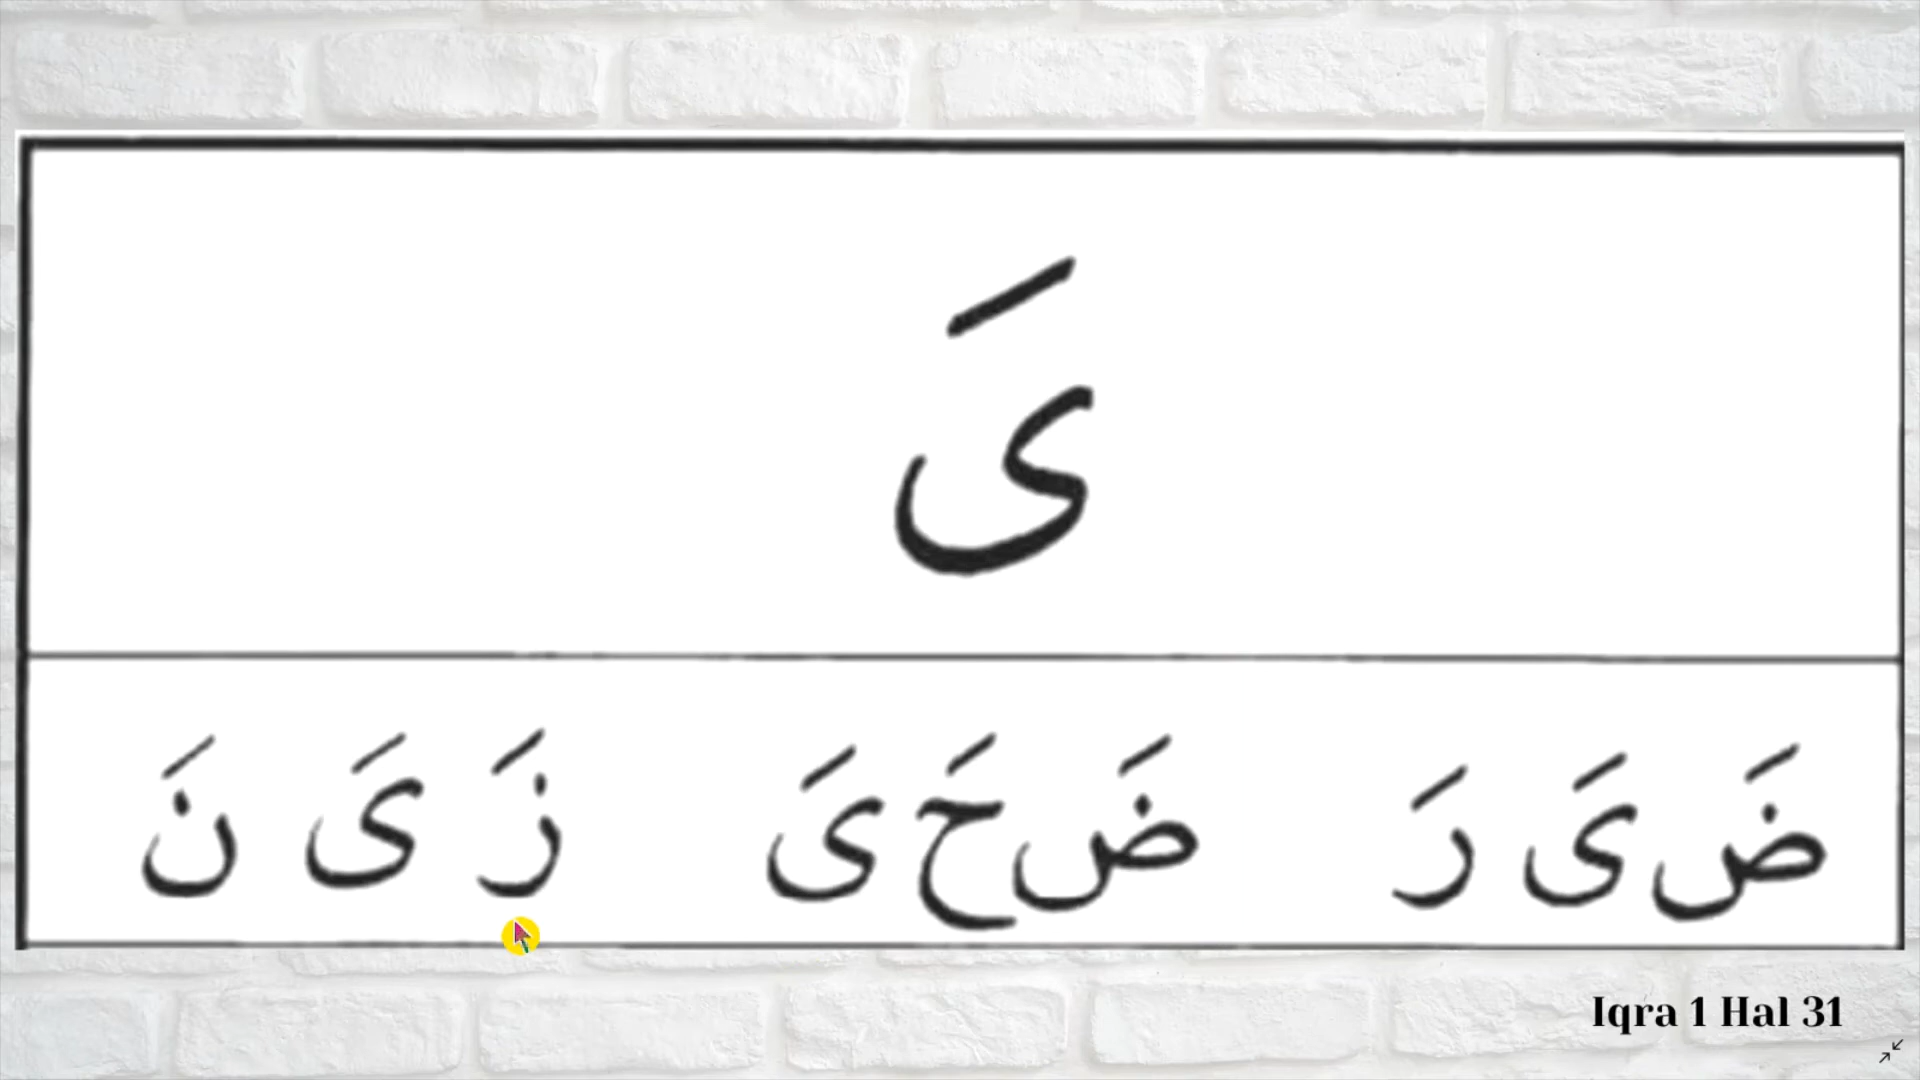 یَ
ضَ یَ رَ ضَ حَ یَ زَ یَ نَ
Iqra 1 Hal 31